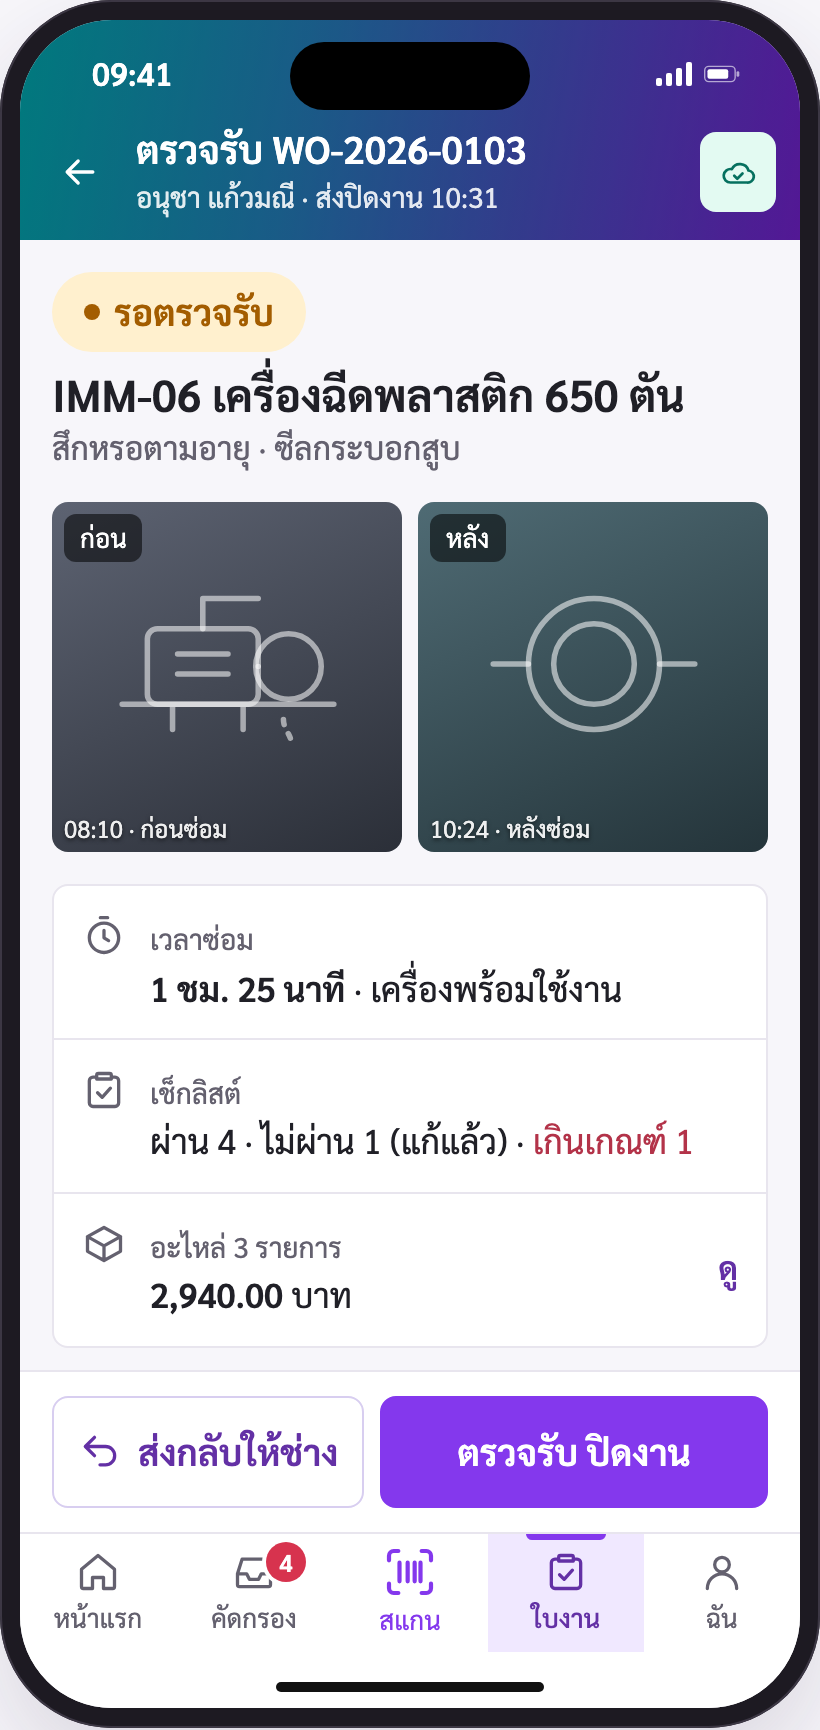 09:41
ตรวจรับ WO-2026-0103
อนุชา แก้วมณี · ส่งปิดงาน 10:31
รอตรวจรับ
IMM-06 เครื่องฉีดพลาสติก 650 ตัน
สึกหรอตามอายุ · ซีลกระบอกสูบ
ก่อน
08:10 · ก่อนซ่อม
หลัง
10:24 · หลังซ่อม
เวลาซ่อม
1 ชม. 25 นาที · เครื่องพร้อมใช้งาน
เช็กลิสต์
ผ่าน 4 · ไม่ผ่าน 1 (แก้แล้ว) · เกินเกณฑ์ 1
อะไหล่ 3 รายการ
2,940.00 บาท
ดู
ส่งกลับให้ช่าง
ตรวจรับ ปิดงาน
หน้าแรก
4
คัดกรอง
สแกน
ใบงาน
ฉัน